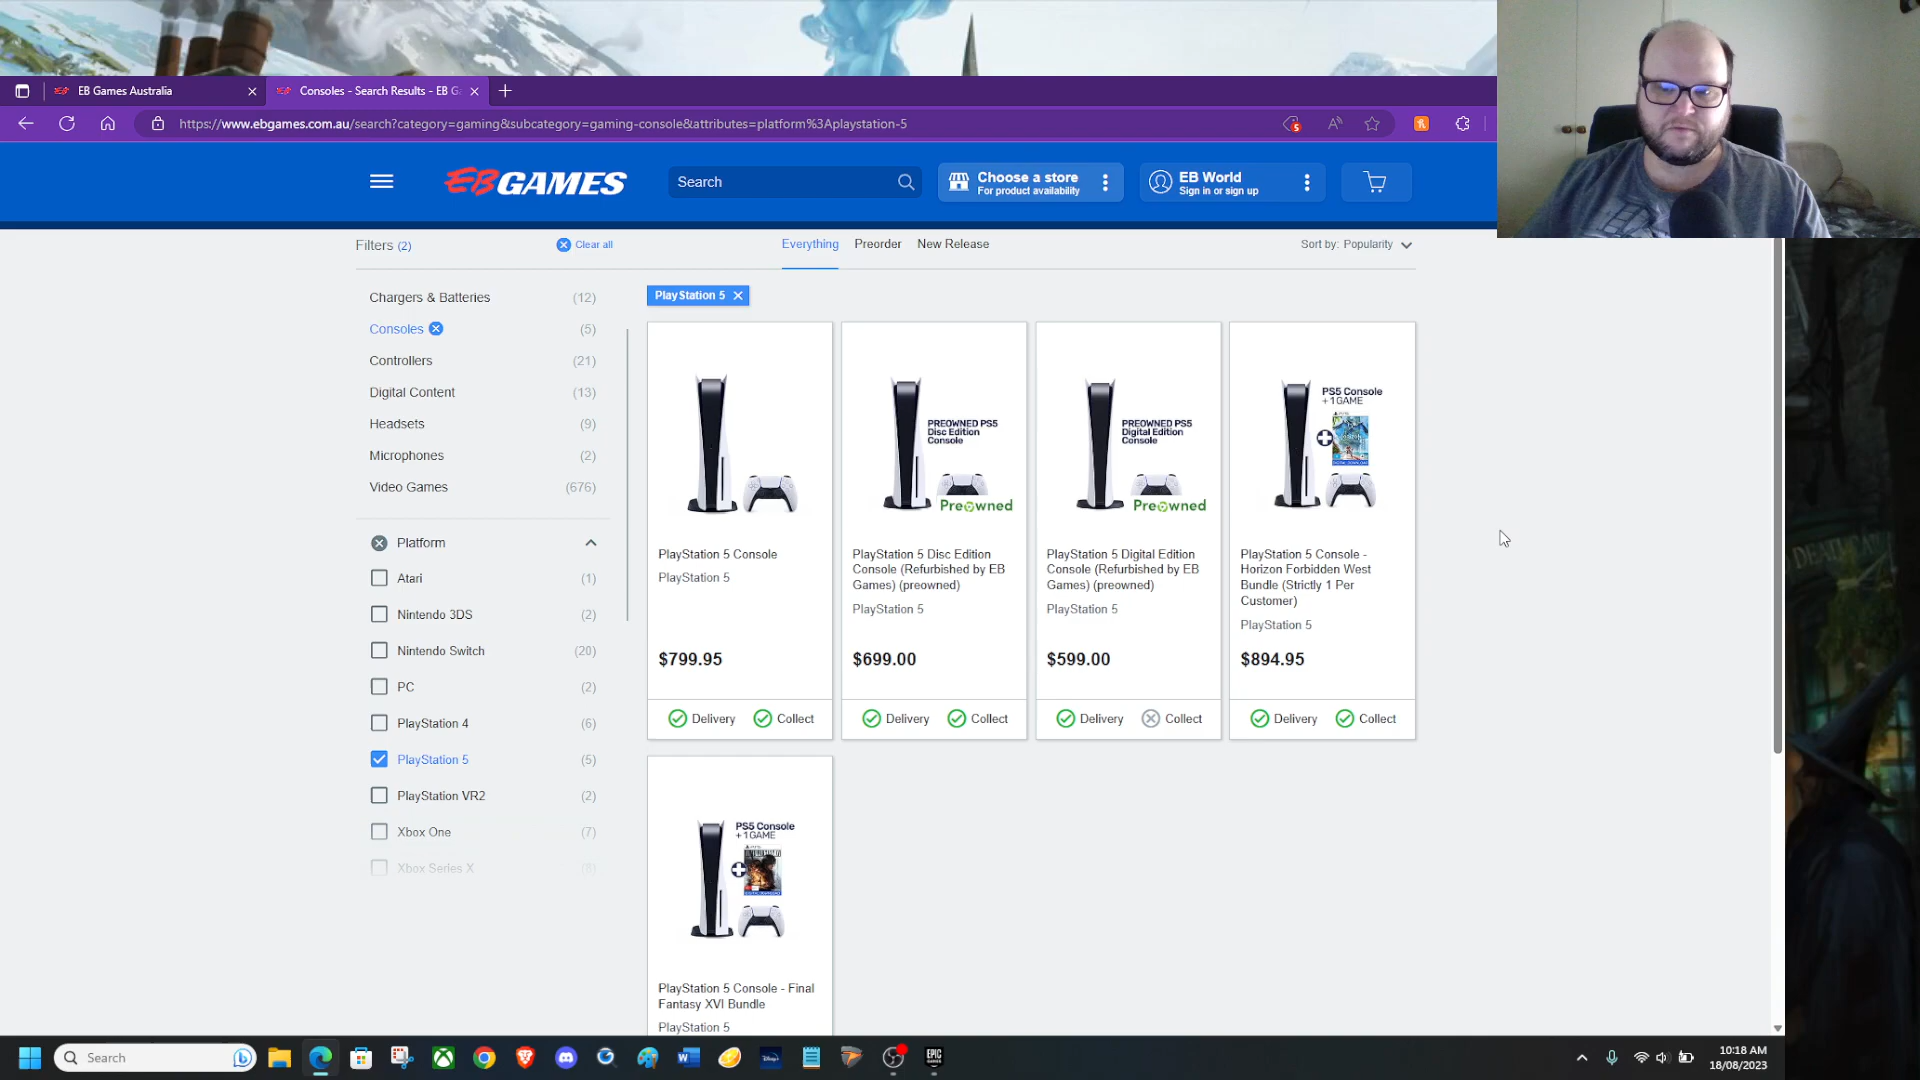 EB Games Australia
Consoles - Search Results - EB G
https://www.ebgames.com.au/search?category=gaming&subcategory=gaming-console&attributes=platform%3Aplaystation-5
EB GAMES
Search
Choose a store
For product availability
EB World
Sign in or sign up
Filters (2)
Clear all
Everything
Preorder
New Release
Sort by: Popularity
Chargers & Batteries (12)
Consoles (5)
Controllers (21)
Digital Content (13)
Headsets (9)
Microphones (2)
Video Games (676)
Platform
Atari (1)
Nintendo 3DS (2)
Nintendo Switch (20)
PC (2)
PlayStation 4 (6)
PlayStation 5 (5)
PlayStation VR2 (2)
Xbox One (7)
Xbox Series X (8)
PlayStation 5
PlayStation 5 Console
PlayStation 5
$799.95
Delivery Collect
PREOWNED PS5
Disc Edition
Console
Preowned
PlayStation 5 Disc Edition
Console (Refurbished by EB
Games) (preowned)
PlayStation 5
$699.00
Delivery Collect
PREOWNED PS5
Digital Edition
Console
Preowned
PlayStation 5 Digital Edition
Console (Refurbished by EB
Games) (preowned)
PlayStation 5
$599.00
Delivery Collect
PS5 Console
+ 1 GAME
PlayStation 5 Console -
Horizon Forbidden West
Bundle (Strictly 1 Per
Customer)
PlayStation 5
$894.95
Delivery Collect
PS5 Console
+ 1 GAME
PlayStation 5 Console - Final
Fantasy XVI Bundle
PlayStation 5
Search
EPIC
GAMES
10:18 AM
18/08/2023